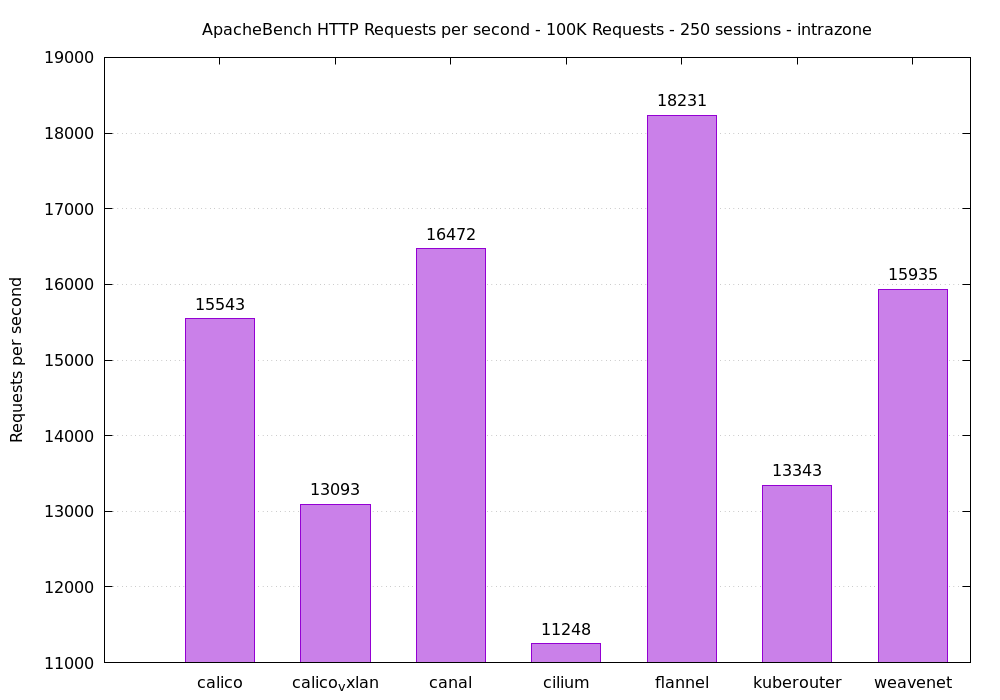 ApacheBench HTTP Requests per second - 100K Requests - 250 sessions - intrazone
Requests per second
19000
18000
17000
16000
15000
14000
13000
12000
11000
15543
13093
16472
11248
18231
13343
15935
calico
calicovxlan
canal
cilium
flannel
kuberouter
weavenet